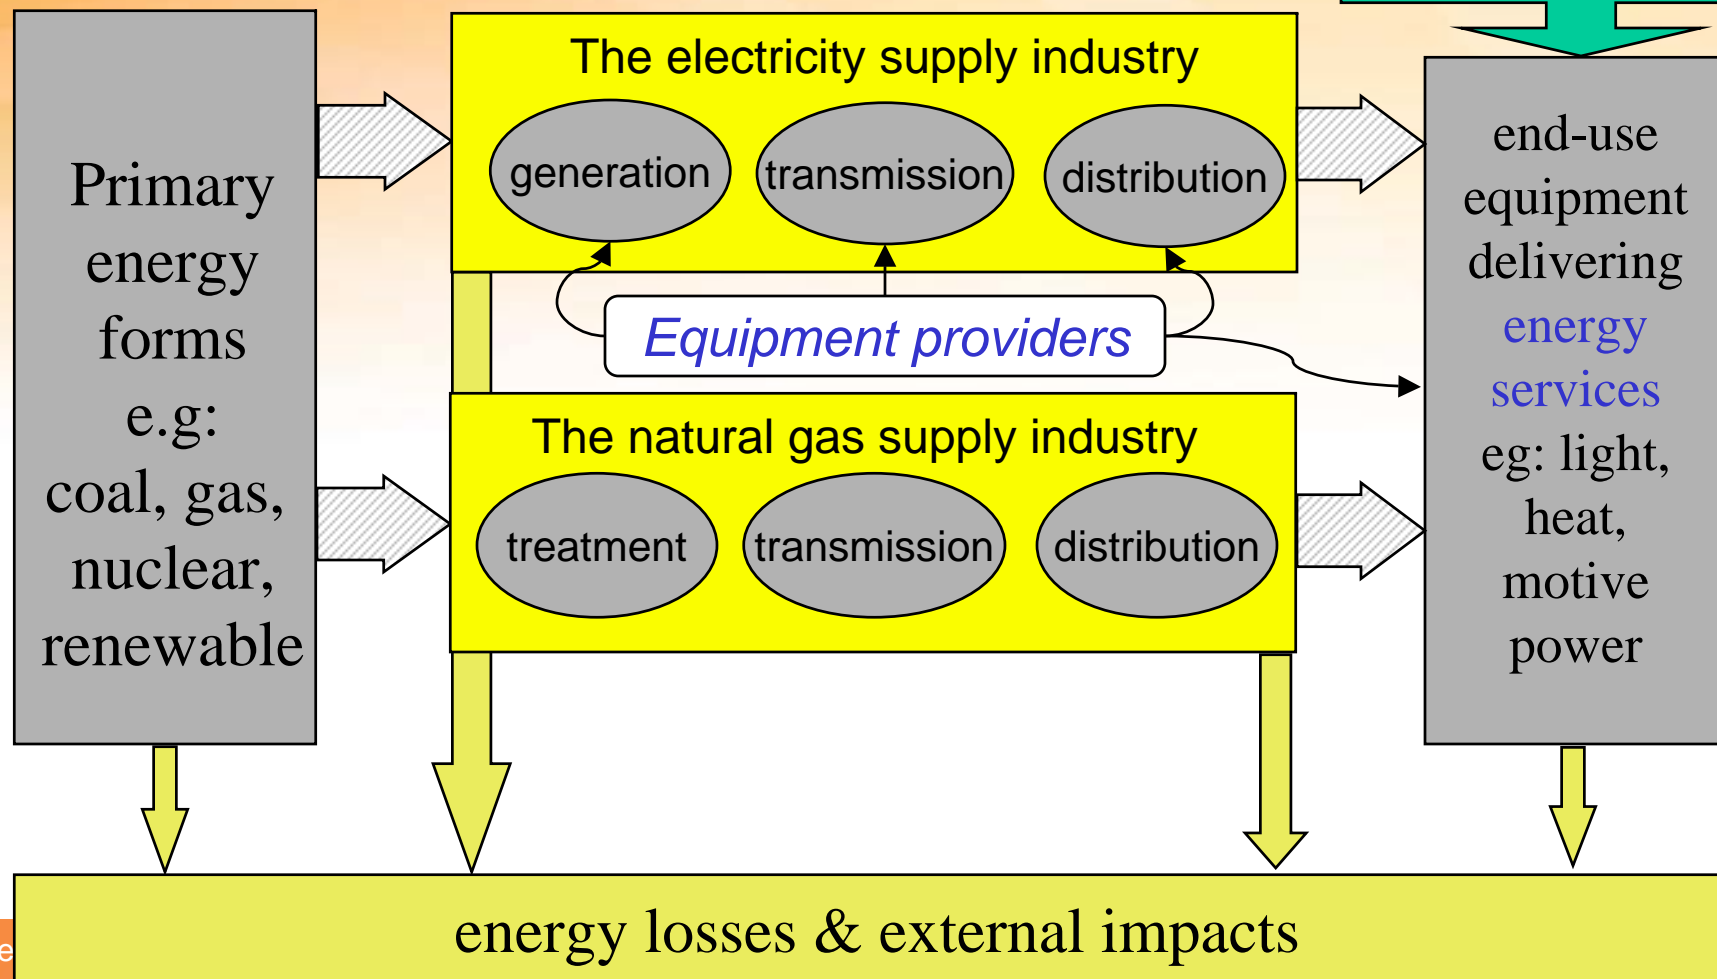 Primary
energy
forms
e.g:
coal, gas,
nuclear,
renewable
The electricity supply industry
generation
transmission
distribution
Equipment providers
The natural gas supply industry
treatment
transmission
distribution
end-use
equipment
delivering
energy
services
eg: light,
heat,
motive
power
energy losses & external impacts